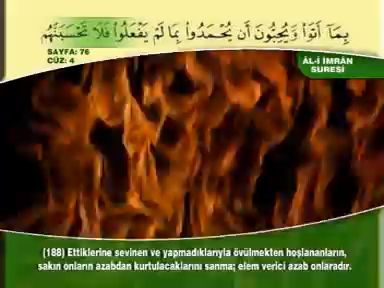 بِمَآ أَتَوا۟ وَّيُحِبُّونَ أَن يُحْمَدُوا۟ بِمَا لَمْ يَفْعَلُوا۟ فَلَا تَحْسَبَنَّهُم
SAYFA: 76
CÜZ: 4
ÂL-İ İMRÂN
SURESİ
(188) Ettiklerine sevinen ve yapmadıklarıyla övülmekten hoşlananların,
sakın onların azabdan kurtulacaklarını sanma; elem verici azab onlaradır.